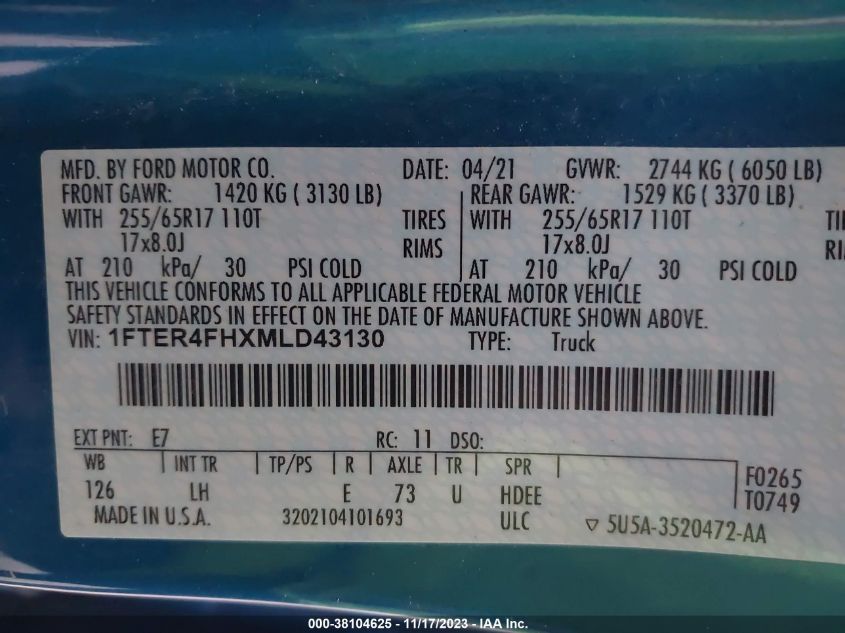 MFD. BY FORD MOTOR CO. DATE: 04/21 GVWR: 2744 KG ( 6050 LB)
FRONT GAWR: 1420 KG ( 3130 LB) REAR GAWR: 1529 KG ( 3370 LB)
WITH 255/65R17 110T TIRES WITH 255/65R17 110T
17x8.0J RIMS 17x8.0J
AT 210 kPa/ 30 PSI COLD AT 210 kPa/ 30 PSI COLD
THIS VEHICLE CONFORMS TO ALL APPLICABLE FEDERAL MOTOR VEHICLE
SAFETY STANDARDS IN EFFECT ON THE DATE OF MANUFACTURE SHOWN ABOVE.
VIN: 1FTER4FHXMLD43130 TYPE: Truck
EXT PNT: E7 RC: 11 DSO:
WB INT TR TP/PS R AXLE TR SPR F0265
126 LH E 73 U HDEE T0749
MADE IN U.S.A. 3202104101693 ULC ▽ 5U5A-3520472-AA
000-38104625 - 11/17/2023 - IAA Inc.